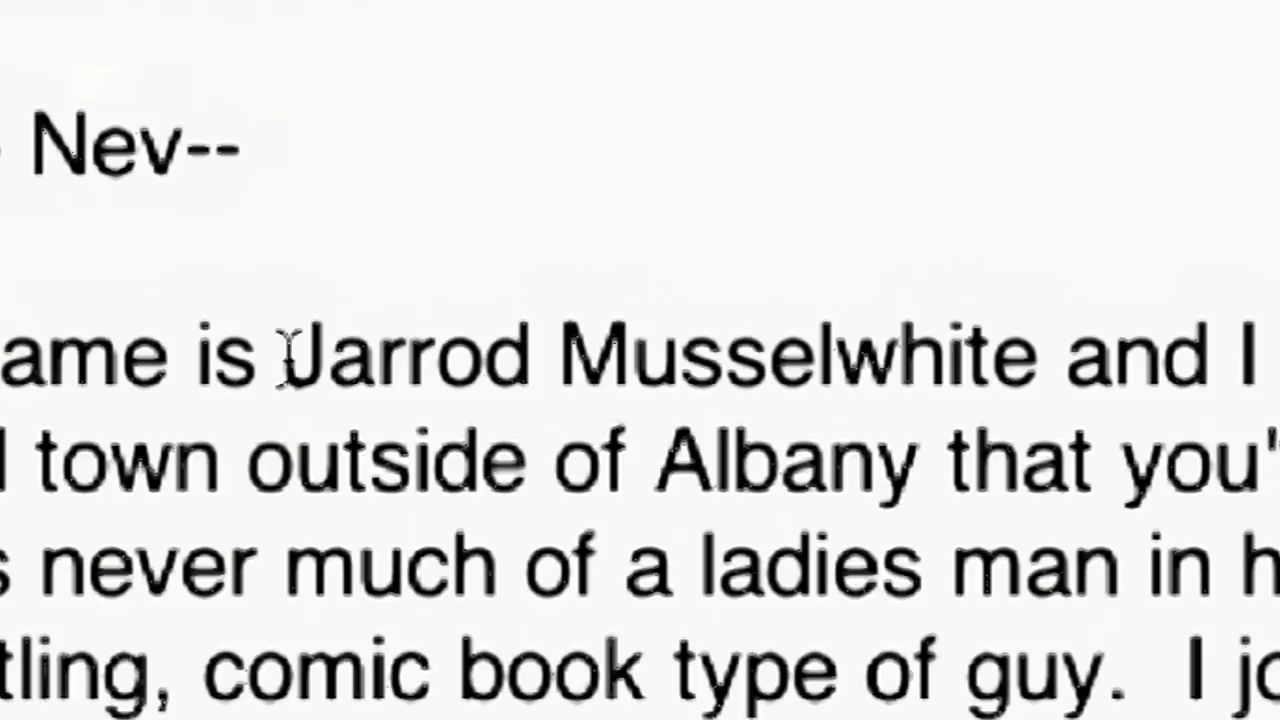 Nev--
ame is Jarrod Musselwhite and I
town outside of Albany that you'
s never much of a ladies man in h
tling, comic book type of guy. I jo